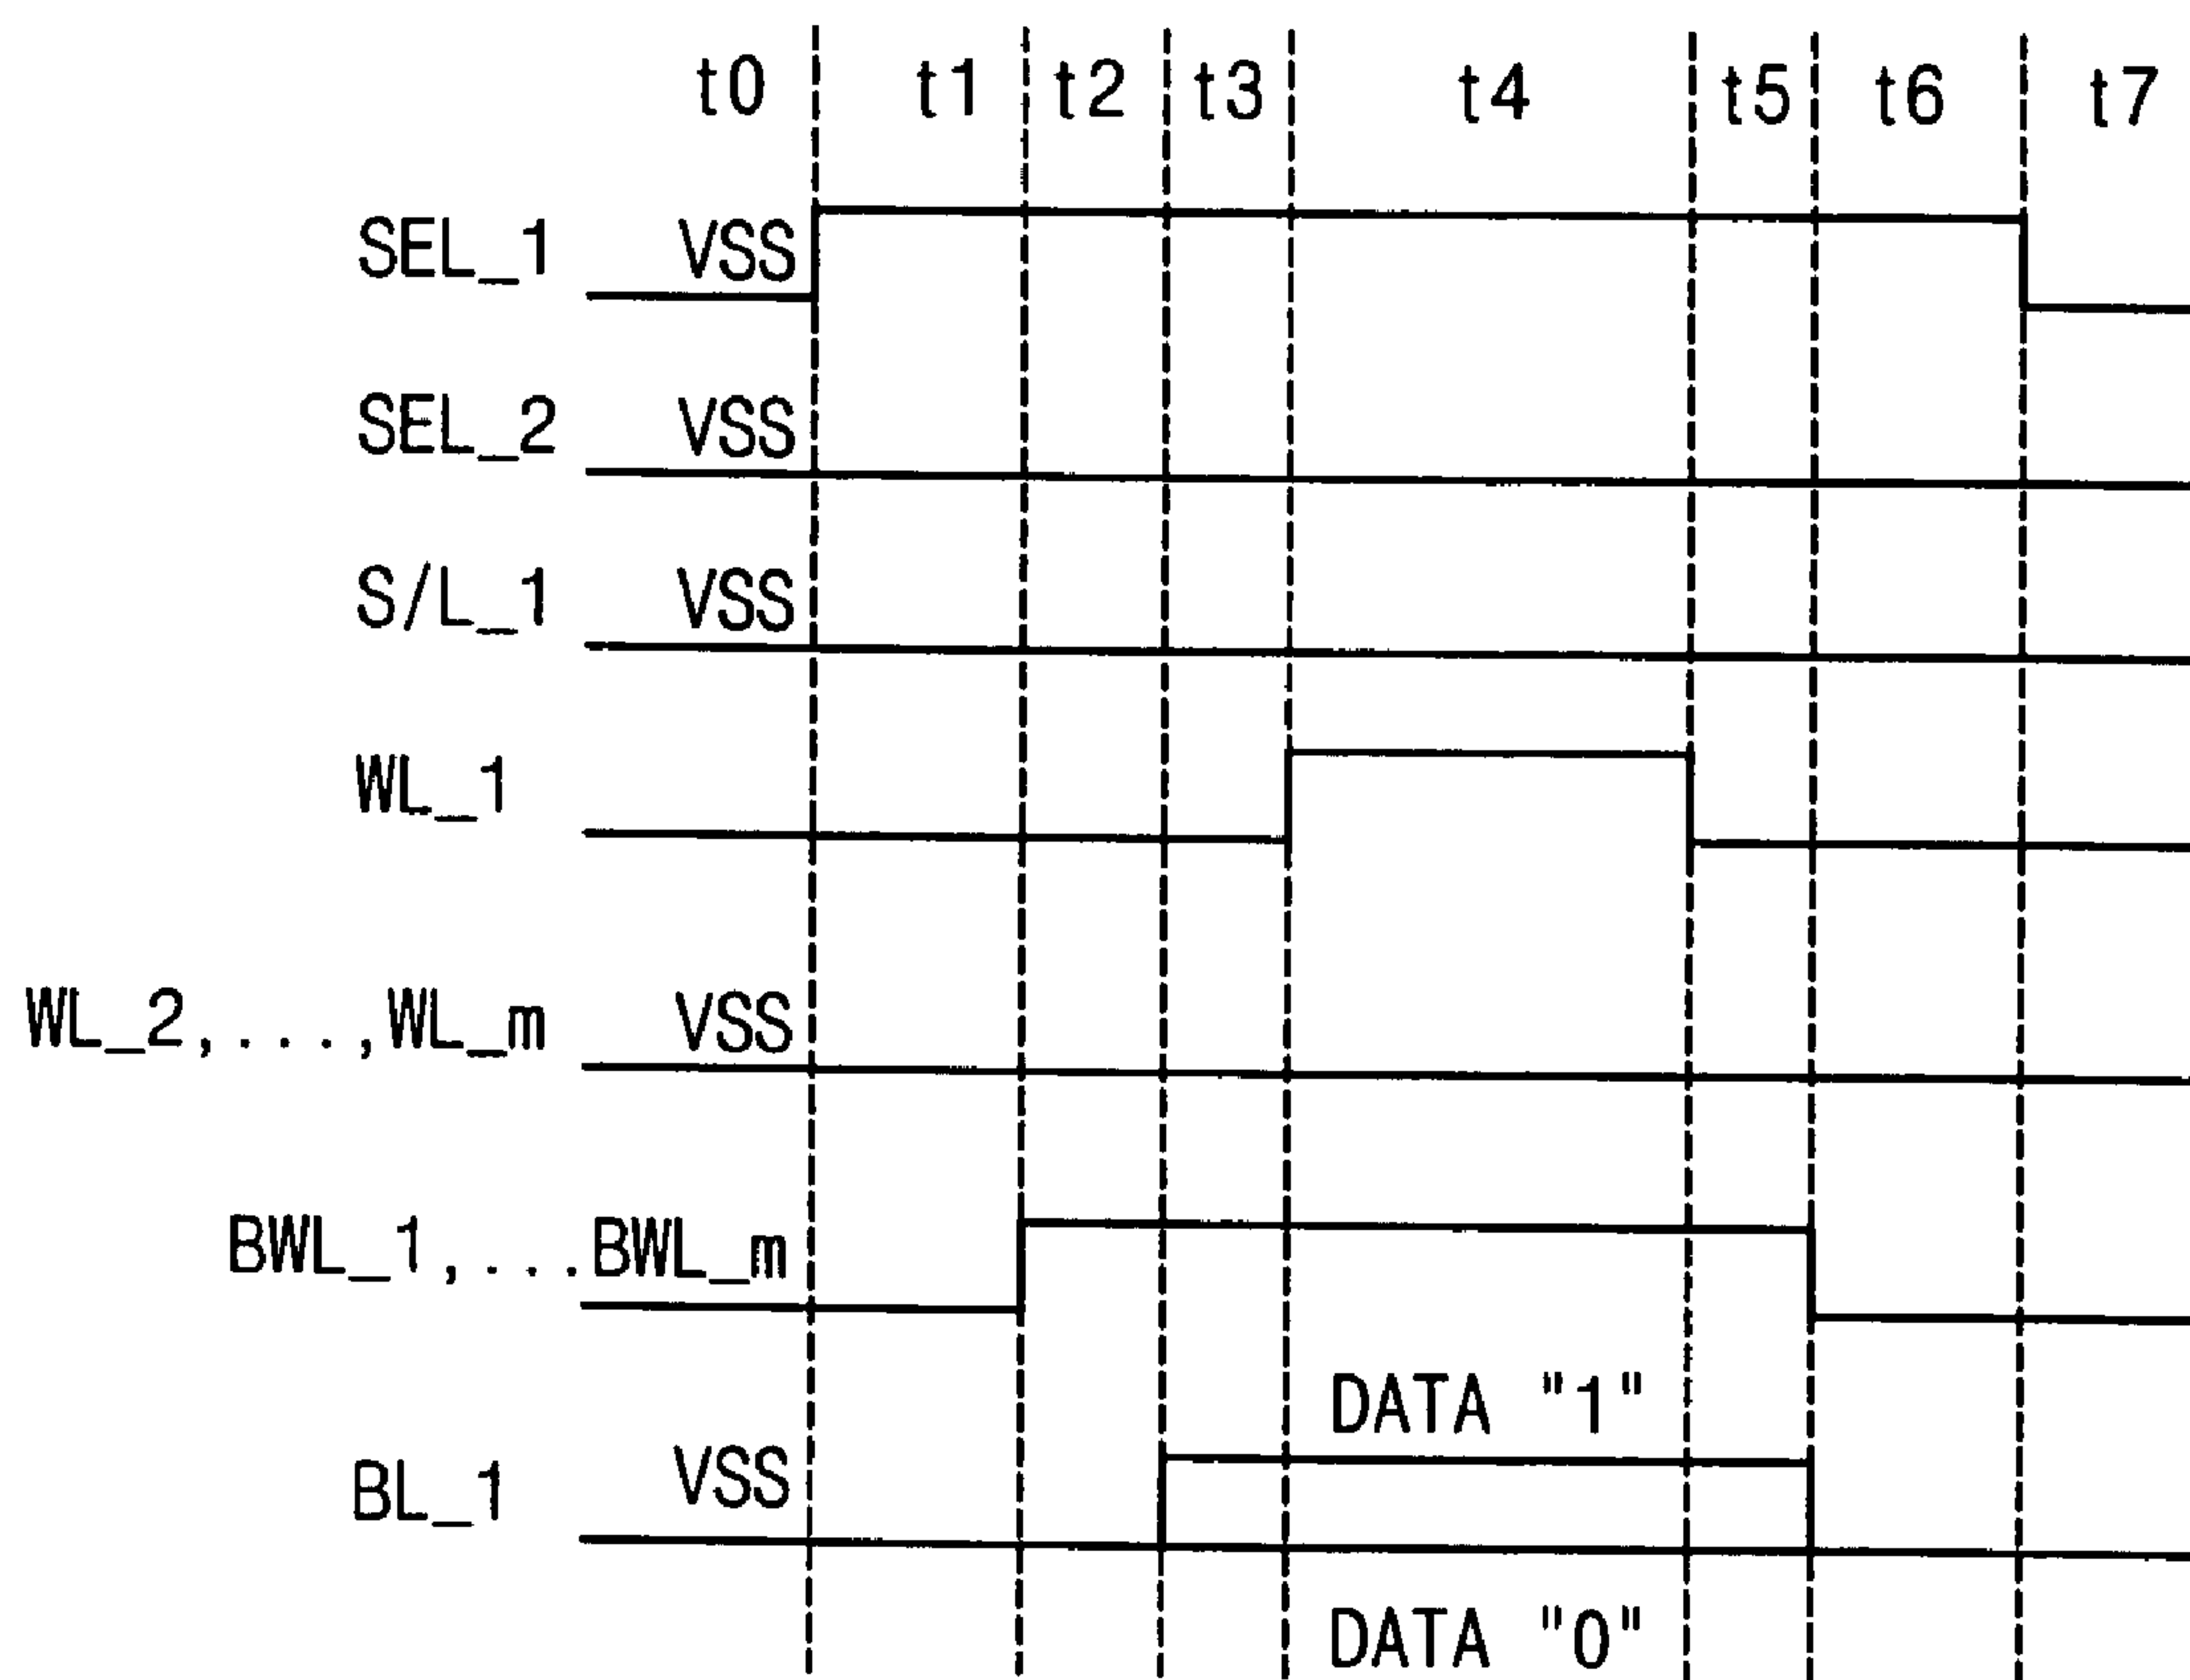 t0 t1 t2 t3 t4 t5 t6 t7
SEL_1 VSS
SEL_2 VSS
S/L_1 VSS
WL_1
WL_2,...,WL_m VSS
BWL_1,...BWL_m
DATA "1"
BL_1 VSS
DATA "0"